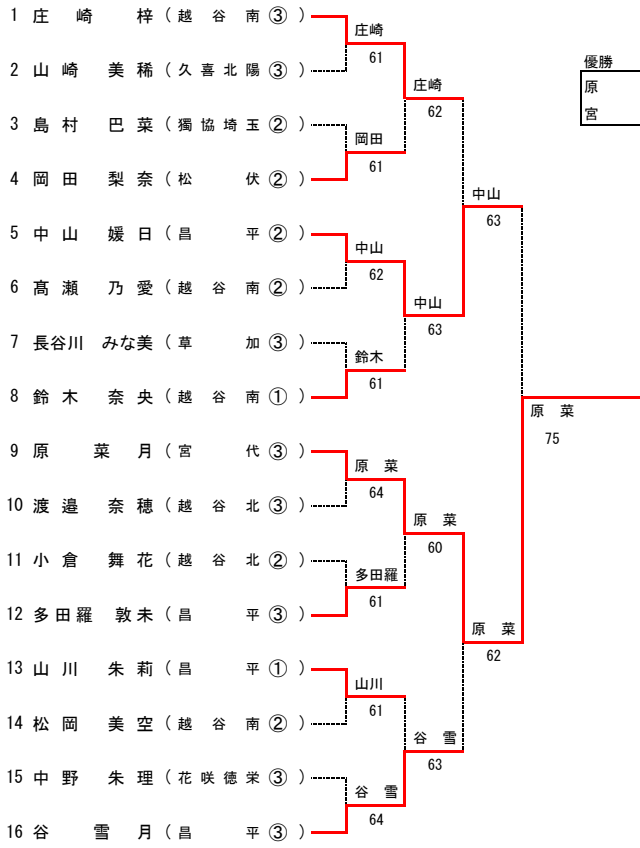 1 庄 崎 梓 ( 越 谷 南 ③ )
2 山 崎 美 稀 ( 久 喜 北 陽 ③ )
3 島 村 巴 菜 ( 獨 協 埼 玉 ② )
4 岡 田 梨 奈 ( 松 伏 ② )
5 中 山 媛 日 ( 昌 平 ② )
6 髙 瀬 乃 愛 ( 越 谷 南 ② )
7 長谷川 みな美 ( 草 加 ③ )
8 鈴 木 奈 央 ( 越 谷 南 ① )
9 原 菜 月 ( 宮 代 ③ )
10 渡 邉 奈 穂 ( 越 谷 北 ③ )
11 小 倉 舞 花 ( 越 谷 北 ② )
12 多 田 羅 敦 未 ( 昌 平 ③ )
13 山 川 朱 莉 ( 昌 平 ① )
14 松 岡 美 空 ( 越 谷 南 ② )
15 中 野 朱 理 ( 花 咲 徳 栄 ③ )
16 谷 雪 月 ( 昌 平 ③ )
庄崎
61
岡田
61
中山
62
鈴木
61
原 菜
64
多田羅
61
山川
61
谷 雪
64
庄崎
62
中山
63
原 菜
60
谷 雪
63
中山
63
原 菜
62
原 菜
75
優勝
原
宮